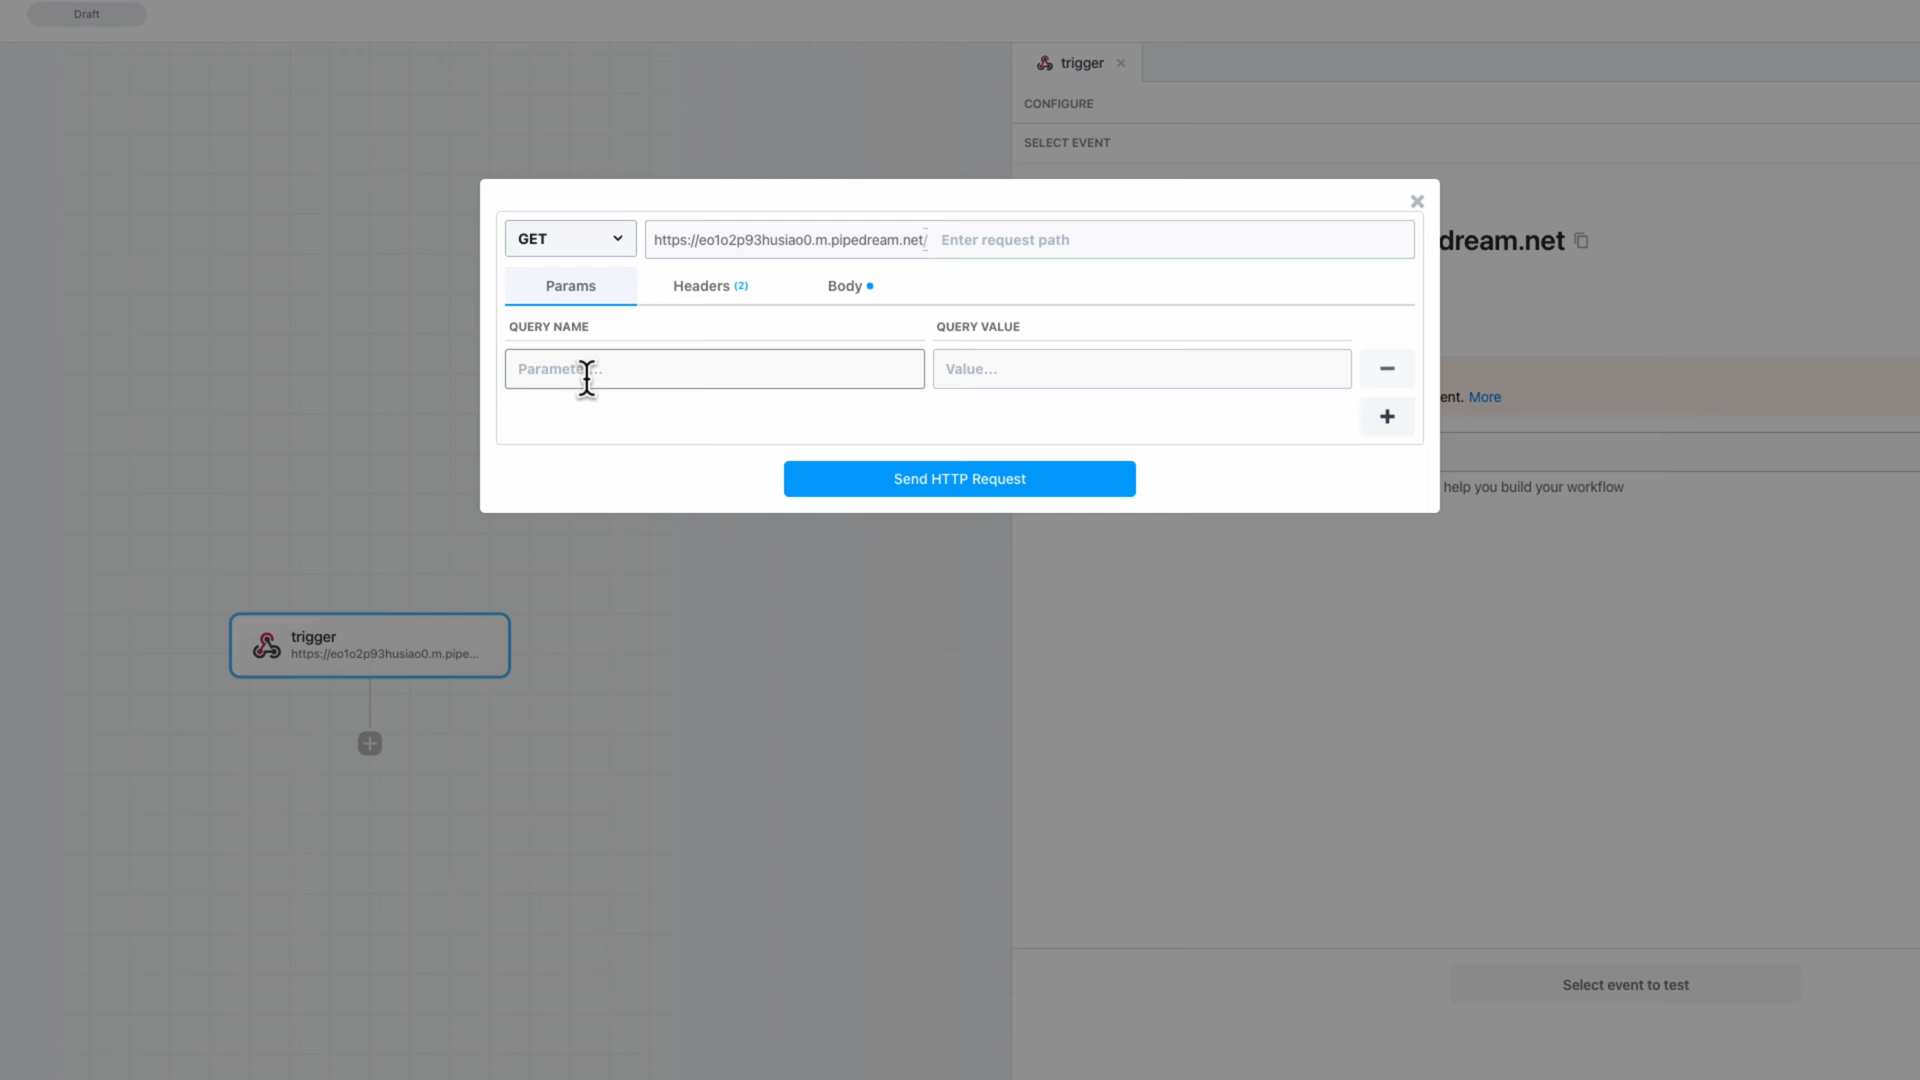 Draft
trigger
CONFIGURE
SELECT EVENT
GET
https://eo1o2p93husiao0.m.pipedream.net/ Enter request path
dream.net
Params Headers (2) Body
QUERY NAME QUERY VALUE
Value...
ent. More
Send HTTP Request
help you build your workflow
trigger
https://eo1o2p93husiao0.m.pipe...
Select event to test